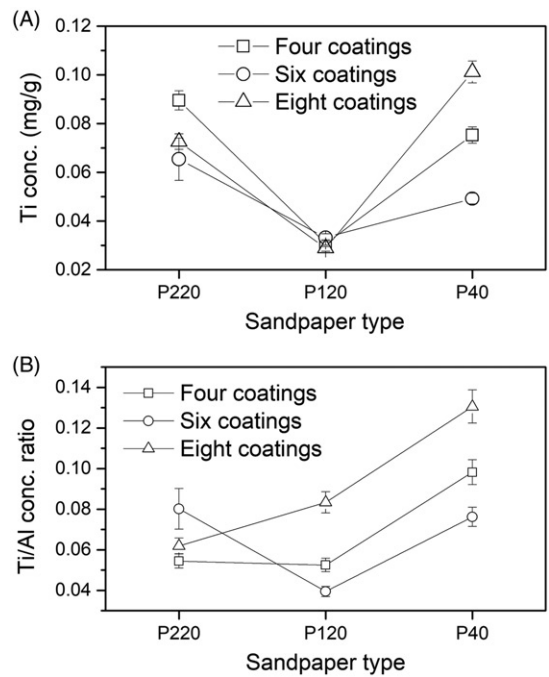 (A)
0.12
0.10
0.08
0.06
0.04
0.02
Ti conc. (mg/g)
Four coatings
Six coatings
Eight coatings
P220 P120 P40
Sandpaper type
(B)
0.14
0.12
0.10
0.08
0.06
0.04
Ti/Al conc. ratio
Four coatings
Six coatings
Eight coatings
P220 P120 P40
Sandpaper type